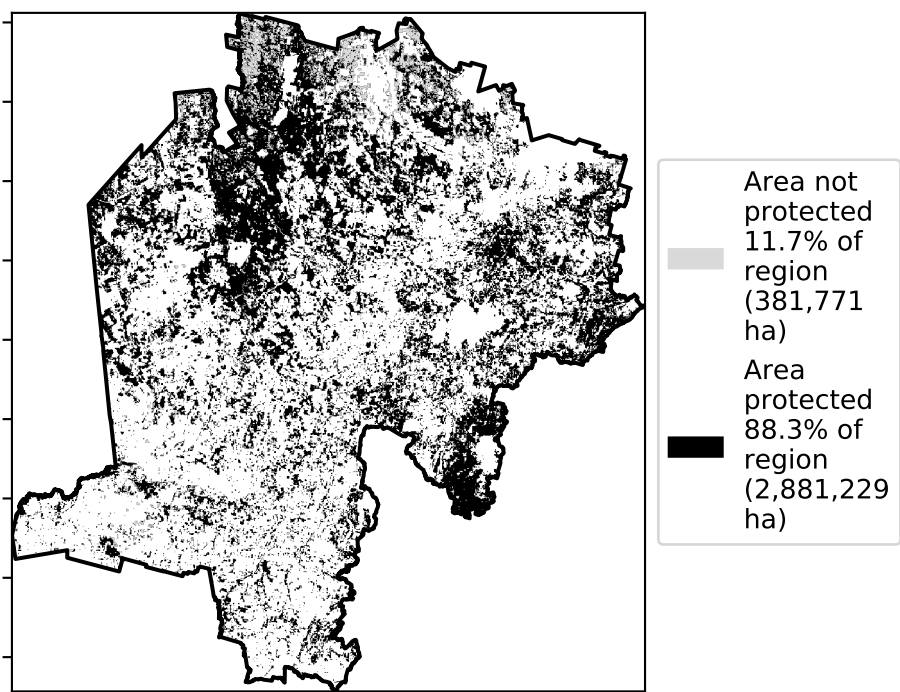 Area not
protected
11.7% of
region
(381,771
ha)
Area
protected
88.3% of
region
(2,881,229
ha)